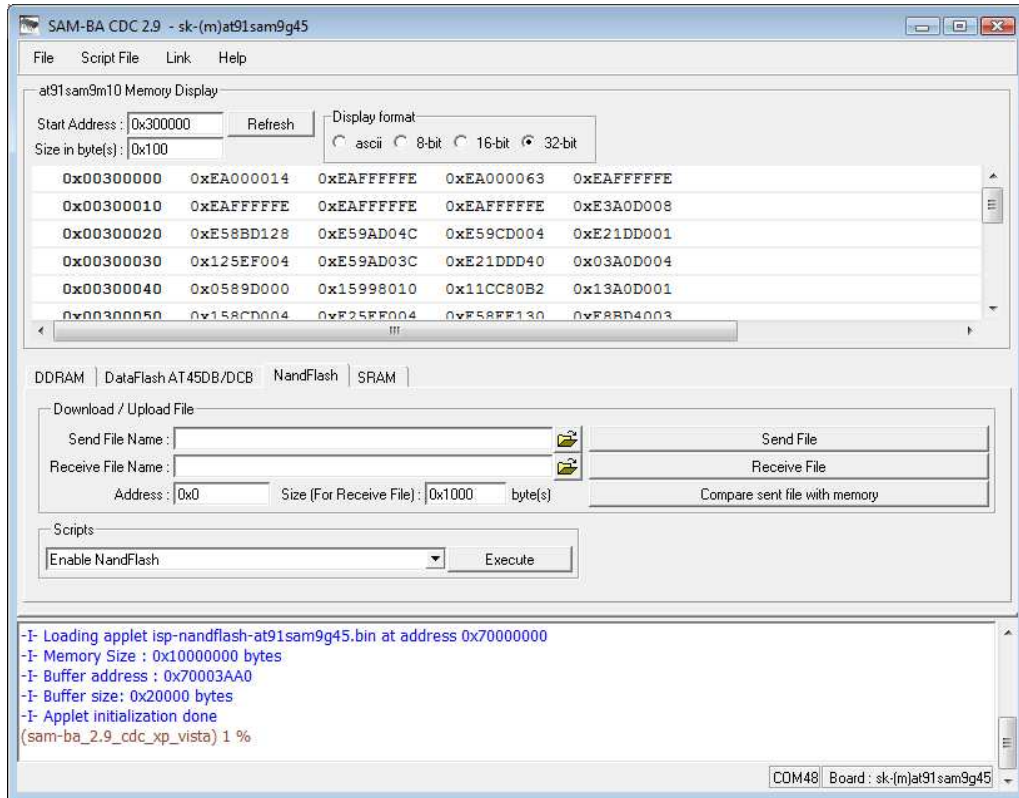 SAM-BA CDC 2.9 - sk-(m)at91sam9g45
File Script File Link Help
at91sam9m10 Memory Display
Start Address : 0x300000 Refresh
Size in byte(s) : 0x100
Display format
ascii 8-bit 16-bit 32-bit
0x00300000 0xEA000014 0xEAFFFFFE 0xEA000063 0xEAFFFFFE
0x00300010 0xEAFFFFFE 0xEAFFFFFE 0xEAFFFFFE 0xE3A0D008
0x00300020 0xE58BD128 0xE59AD04C 0xE59CD004 0xE21DD001
0x00300030 0x125EF004 0xE59AD03C 0xE21DDD40 0x03A0D004
0x00300040 0x0589D000 0x15998010 0x11CC80B2 0x13A0D001
0x00300050 0x158CD004 0xE25EF004 0xE58EE130 0xE8BD4003
DDRAM DataFlash AT45DB/DCB NandFlash SRAM
Download / Upload File
Send File Name : Send File
Receive File Name : Receive File
Address : 0x0 Size (For Receive File) : 0x1000 byte(s) Compare sent file with memory
Scripts
Enable NandFlash Execute
-I- Loading applet isp-nandflash-at91sam9g45.bin at address 0x70000000
-I- Memory Size : 0x10000000 bytes
-I- Buffer address : 0x70003AA0
-I- Buffer size: 0x20000 bytes
-I- Applet initialization done
(sam-ba_2.9_cdc_xp_vista) 1 %
COM48 Board : sk-(m)at91sam9g45